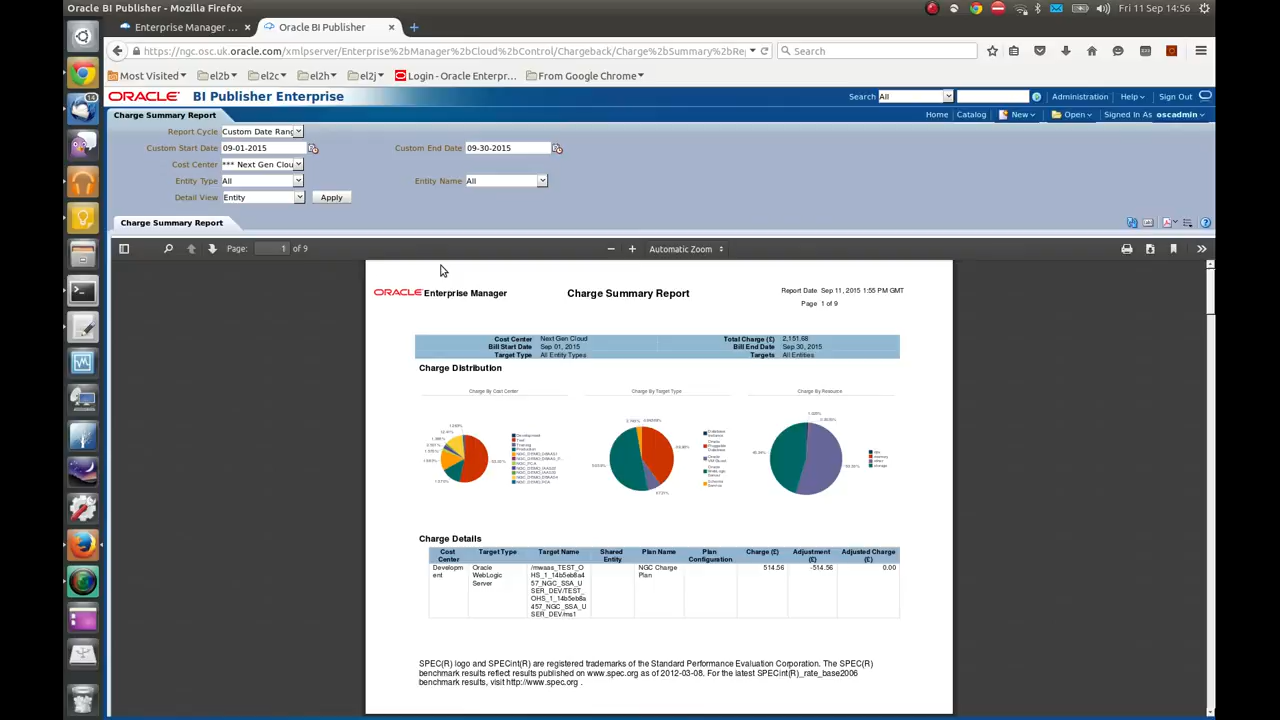 Oracle BI Publisher - Mozilla Firefox
Fri 11 Sep 14:56
Enterprise Manager ... × Oracle BI Publisher ×
https://ngc.osc.uk.oracle.com/xmlpserver/Enterprise%2bManager%2bCloud%2bControl/Chargeback/Charge%2bSummary%2bRe
Search
Most Visited el2b el2c el2h el2j Login - Oracle Enterpr... From Google Chrome
ORACLE BI Publisher Enterprise
Search All Administration Help Sign Out
Charge Summary Report
Home Catalog New Open Signed In As oscadmin
Report Cycle Custom Date Rang
Custom Start Date 09-01-2015 Custom End Date 09-30-2015
Cost Center *** Next Gen Clou
Entity Type All Entity Name All
Detail View Entity Apply
Charge Summary Report
Page: 1 of 9 Automatic Zoom
ORACLE Enterprise Manager Charge Summary Report
Report Date Sep 11, 2015 1:55 PM GMT
Page 1 of 9
Cost Center Next Gen Cloud Total Charge (£) 2,151.68
Bill Start Date Sep 01, 2015 Bill End Date Sep 30, 2015
Target Type All Entity Types Targets All Entities
Charge Distribution
Charge By Cost Center Charge By Target Type Charge By Resource
Charge Details
Cost Center Target Type Target Name Shared Entity Plan Name Plan Configuration Charge (£) Adjustment (£) Adjusted Charge (£)
Developm Oracle /mwaas_TEST_O NGC Charge 514.56 -514.56 0.00
ent WebLogic HS_1_14b5eb8a4 Plan
Server 57_NGC_SSA_U
SER_DEV/TEST_
OHS_1_14b5eb8a
457_NGC_SSA_U
SER_DEV/ms1
SPEC(R) logo and SPECint(R) are registered trademarks of the Standard Performance Evaluation Corporation. The SPEC(R)
benchmark results reflect results published on www.spec.org as of 2012-03-08. For the latest SPECint(R)_rate_base2006
benchmark results, visit http://www.spec.org .